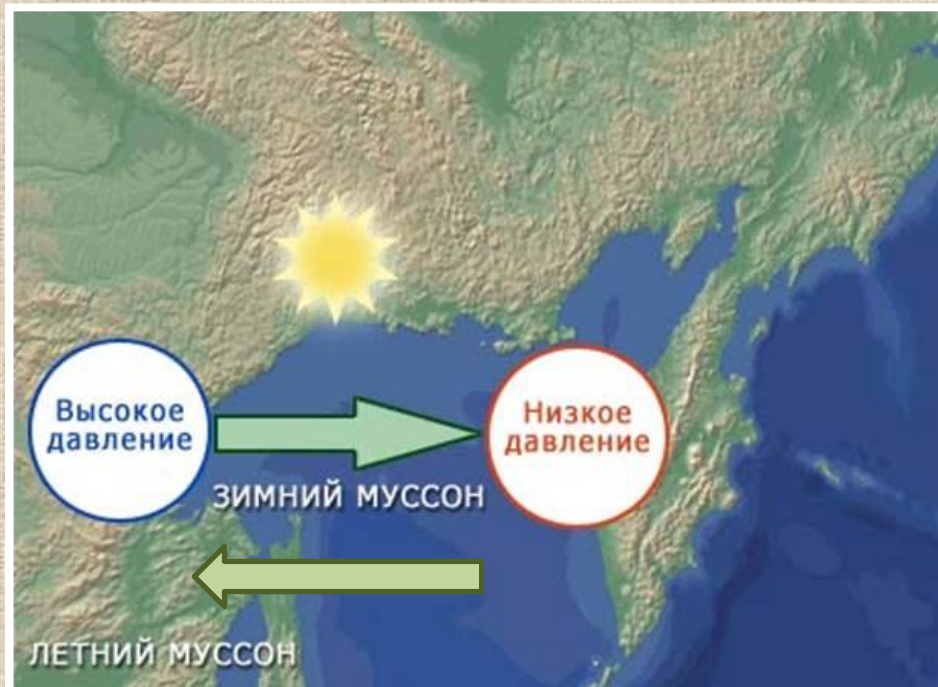 Высокое
давление
Низкое
давление
ЗИМНИЙ МУССОН
ЛЕТНИЙ МУССОН